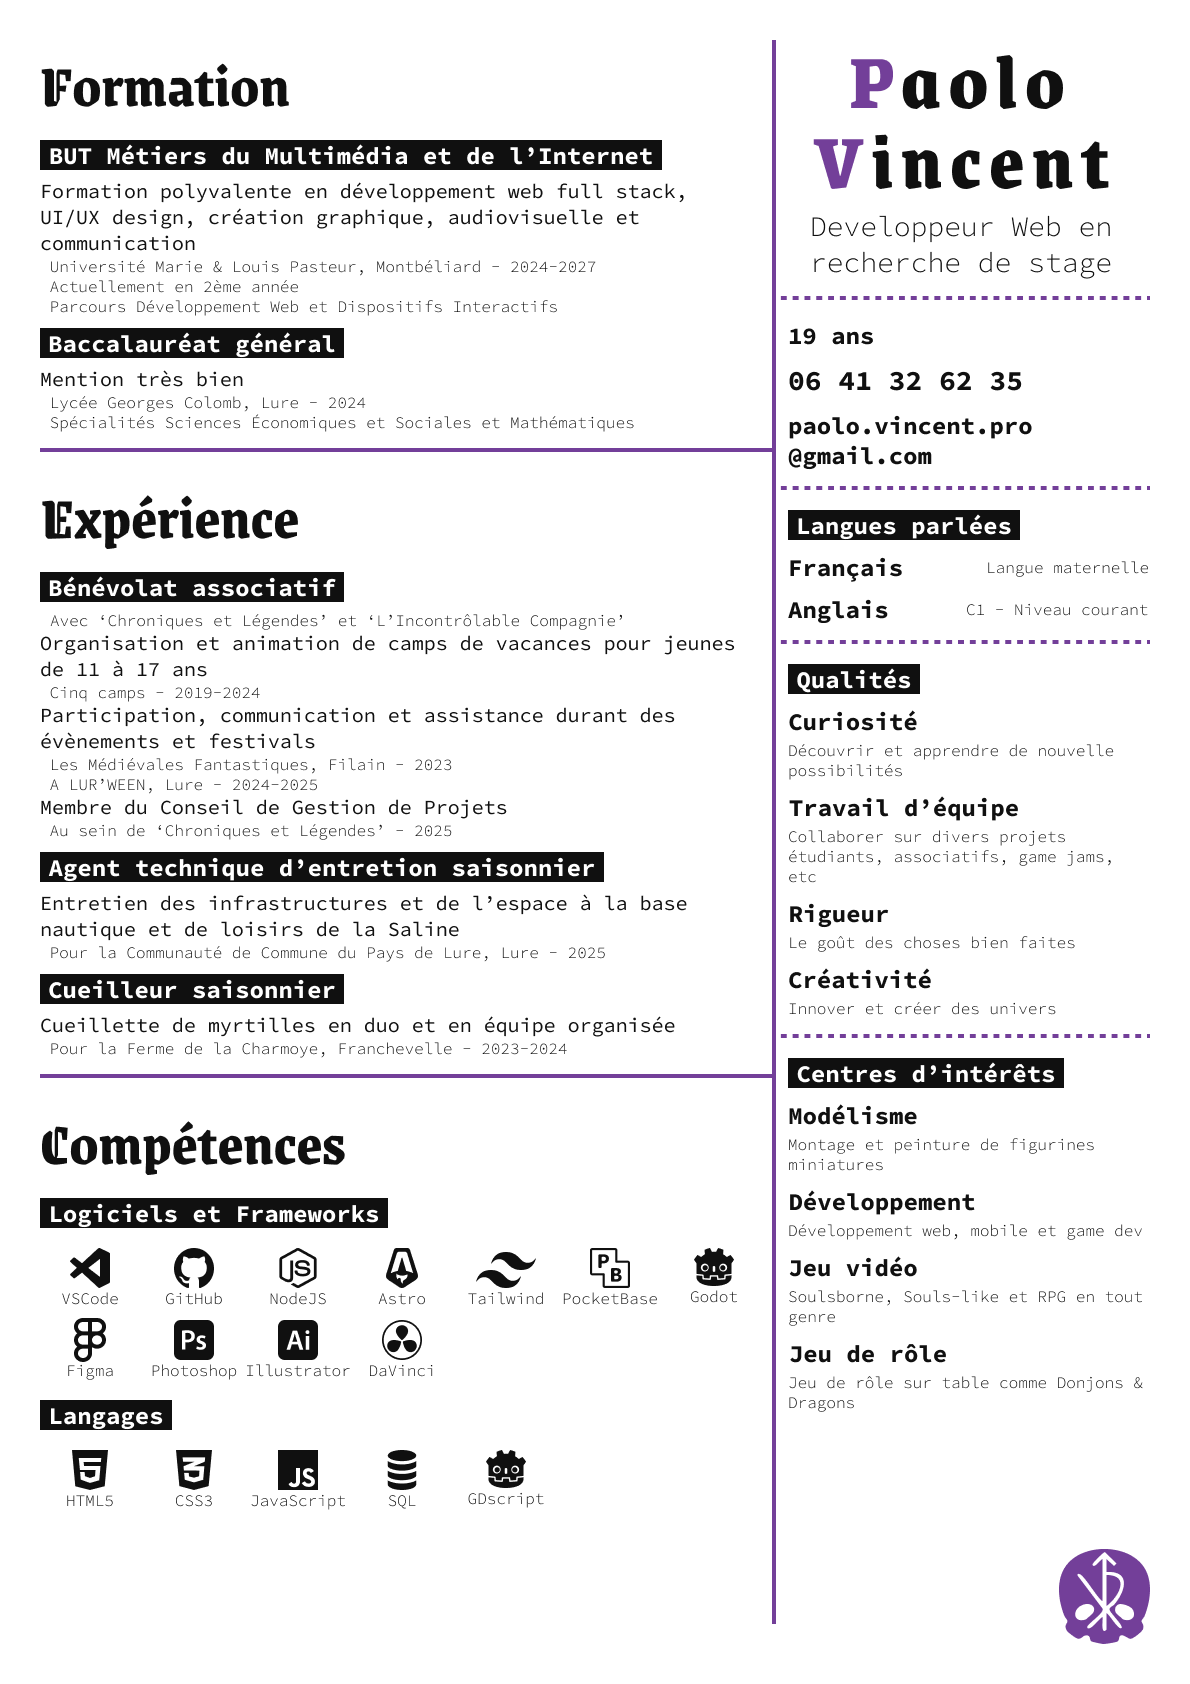 Formation
BUT Métiers du Multimédia et de l’Internet
Formation polyvalente en développement web full stack,
UI/UX design, création graphique, audiovisuelle et
communication
Université Marie & Louis Pasteur, Montbéliard - 2024-2027
Actuellement en 2ème année
Parcours Développement Web et Dispositifs Interactifs
Baccalauréat général
Mention très bien
Lycée Georges Colomb, Lure - 2024
Spécialités Sciences Économiques et Sociales et Mathématiques
Expérience
Bénévolat associatif
Avec ‘Chroniques et Légendes’ et ‘L’Incontrôlable Compagnie’
Organisation et animation de camps de vacances pour jeunes
de 11 à 17 ans
Cinq camps - 2019-2024
Participation, communication et assistance durant des
évènements et festivals
Les Médiévales Fantastiques, Filain - 2023
A LUR’WEEN, Lure - 2024-2025
Membre du Conseil de Gestion de Projets
Au sein de ‘Chroniques et Légendes’ - 2025
Agent technique d’entretion saisonnier
Entretien des infrastructures et de l’espace à la base
nautique et de loisirs de la Saline
Pour la Communauté de Commune du Pays de Lure, Lure - 2025
Cueilleur saisonnier
Cueillette de myrtilles en duo et en équipe organisée
Pour la Ferme de la Charmoye, Franchevelle - 2023-2024
Compétences
Logiciels et Frameworks
JS P B
VSCode GitHub NodeJS Astro Tailwind PocketBase Godot
Ps Ai
Figma Photoshop Illustrator DaVinci
Langages
5 3 JS
HTML5 CSS3 JavaScript SQL GDscript
Paolo
Vincent
Developpeur Web en
recherche de stage
19 ans
06 41 32 62 35
paolo.vincent.pro
@gmail.com
Langues parlées
Français Langue maternelle
Anglais C1 - Niveau courant
Qualités
Curiosité
Découvrir et apprendre de nouvelle
possibilités
Travail d’équipe
Collaborer sur divers projets
étudiants, associatifs, game jams,
etc
Rigueur
Le goût des choses bien faites
Créativité
Innover et créer des univers
Centres d’intérêts
Modélisme
Montage et peinture de figurines
miniatures
Développement
Développement web, mobile et game dev
Jeu vidéo
Soulsborne, Souls-like et RPG en tout
genre
Jeu de rôle
Jeu de rôle sur table comme Donjons &
Dragons